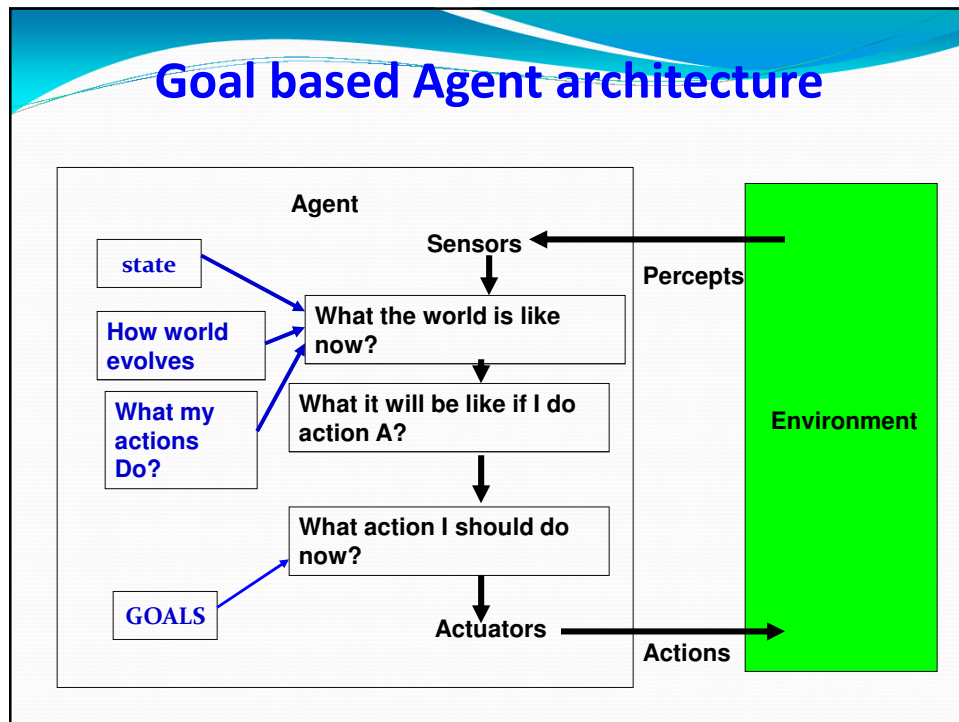 Goal based Agent architecture
Agent
Sensors
Percepts
state
What the world is like
now?
How world
evolves
What my
actions
Do?
What it will be like if I do
action A?
Environment
What action I should do
now?
GOALS
Actuators
Actions